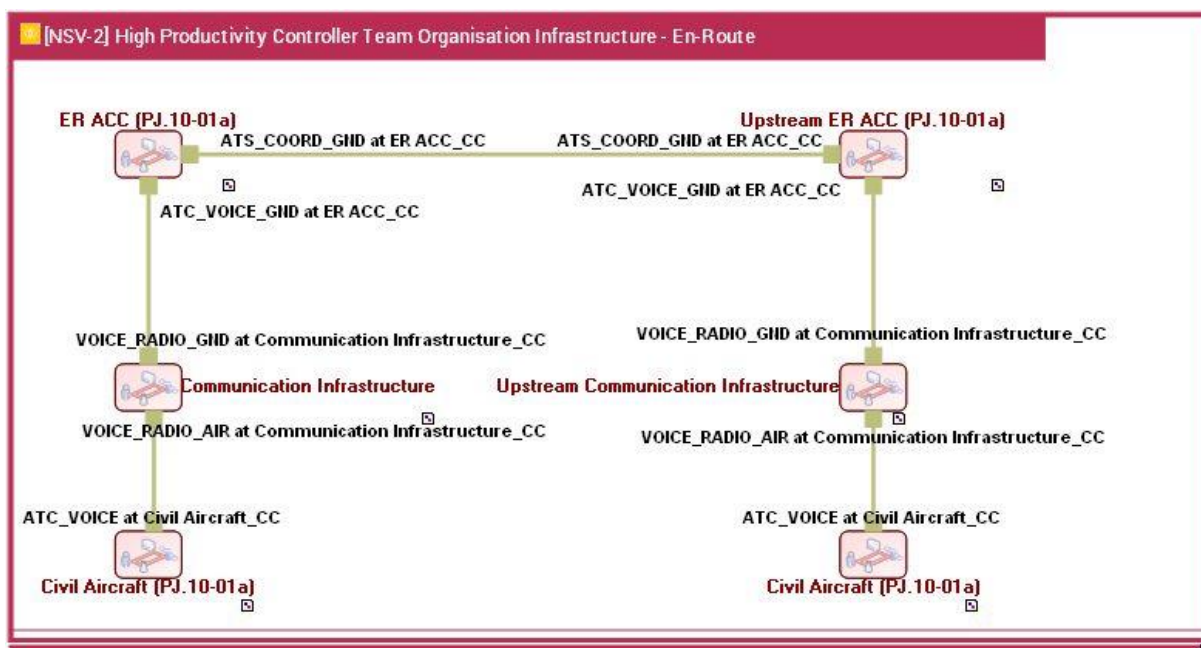 [NSV-2] High Productivity Controller Team Organisation Infrastructure - En-Route
ER ACC (PJ.10-01a)
Upstream ER ACC (PJ.10-01a)
ATS_COORD_GND at ER ACC_CC
ATS_COORD_GND at ER ACC_CC
ATC_VOICE_GND at ER ACC_CC
ATC_VOICE_GND at ER ACC_CC
VOICE_RADIO_GND at Communication Infrastructure_CC
VOICE_RADIO_GND at Communication Infrastructure_CC
Communication Infrastructure
Upstream Communication Infrastructure
VOICE_RADIO_AIR at Communication Infrastructure_CC
VOICE_RADIO_AIR at Communication Infrastructure_CC
ATC_VOICE at Civil Aircraft_CC
ATC_VOICE at Civil Aircraft_CC
Civil Aircraft (PJ.10-01a)
Civil Aircraft (PJ.10-01a)